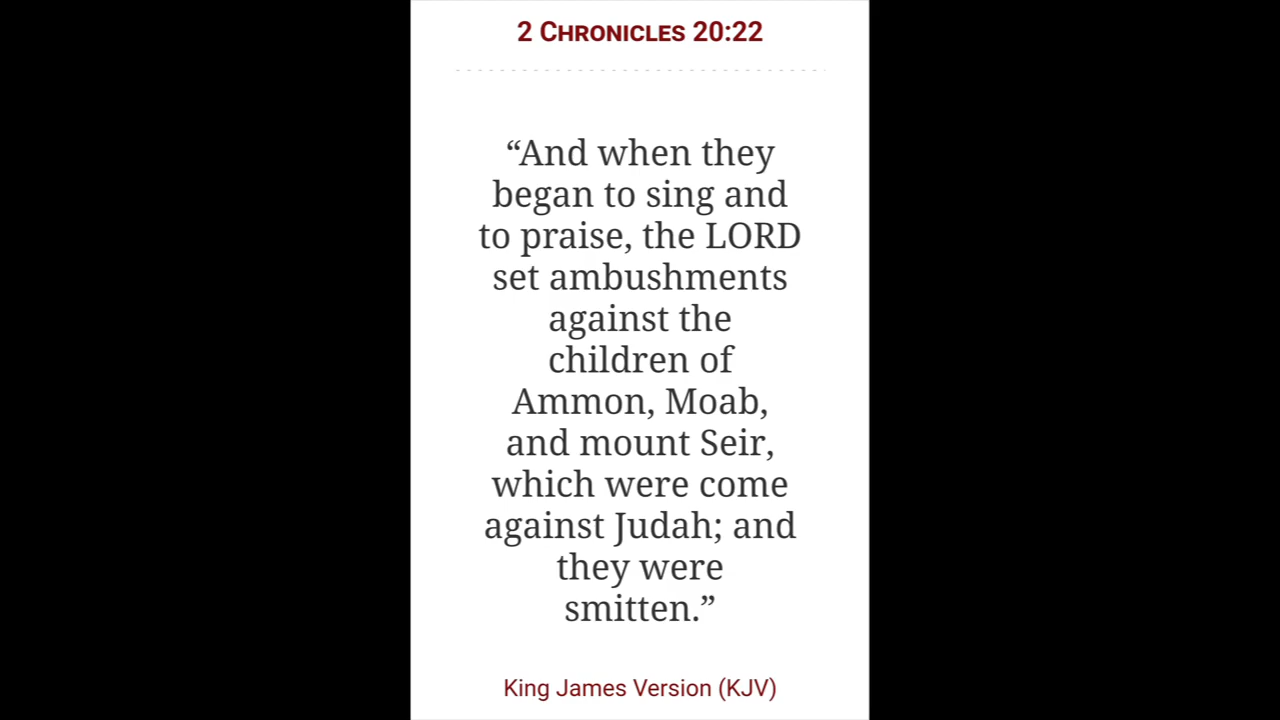 2 Chronicles 20:22
“And when they
began to sing and
to praise, the LORD
set ambushments
against the
children of
Ammon, Moab,
and mount Seir,
which were come
against Judah; and
they were
smitten.”
King James Version (KJV)